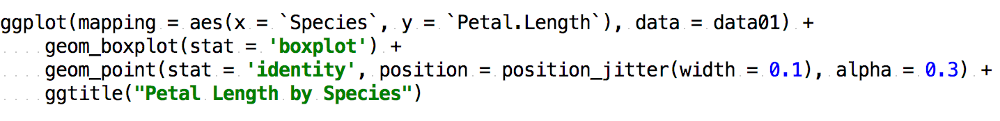 ggplot(mapping = aes(x = `Species`, y = `Petal.Length`), data = data01) +
    geom_boxplot(stat = 'boxplot') +
    geom_point(stat = 'identity', position = position_jitter(width = 0.1), alpha = 0.3) +
    ggtitle("Petal Length by Species")